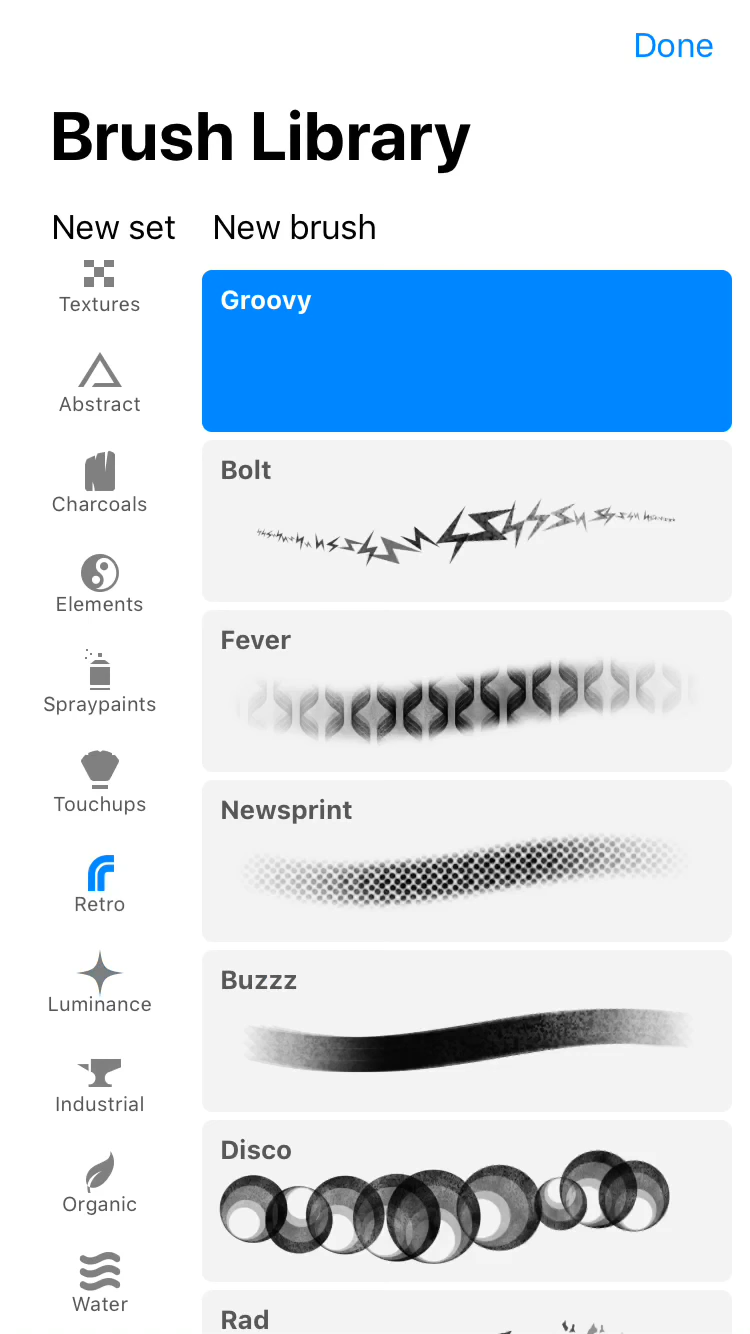 Done
Brush Library
New set
New brush
Textures
Abstract
Charcoals
Elements
Spraypaints
Touchups
Retro
Luminance
Industrial
Organic
Water
Groovy
Bolt
Fever
Newsprint
Buzzz
Disco
Rad